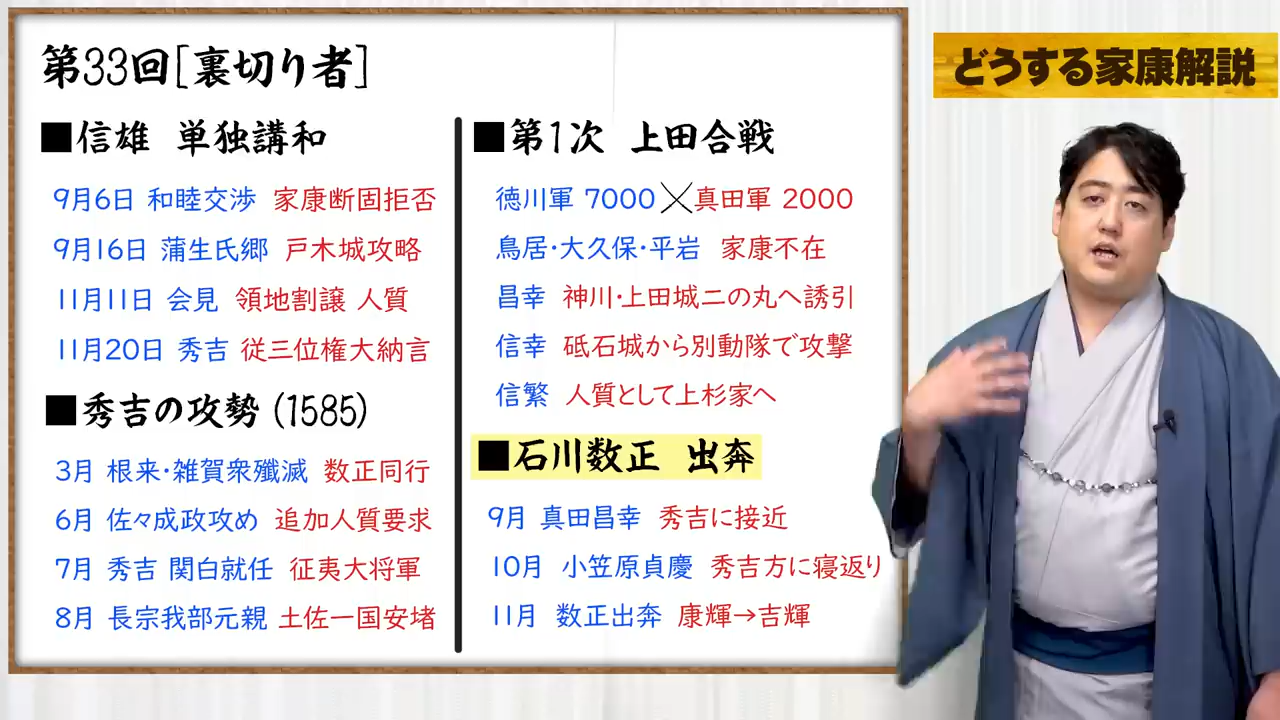 第33回[裏切り者]
■信雄 単独講和
9月6日 和睦交渉 家康断固拒否
9月16日 蒲生氏郷 戸木城攻略
11月11日 会見 領地割譲 人質
11月20日 秀吉 従三位権大納言
■秀吉の攻勢 (1585)
3月 根来・雑賀衆殲滅 数正同行
6月 佐々成政攻め 追加人質要求
7月 秀吉 関白就任 征夷大将軍
8月 長宗我部元親 土佐一国安堵
■第1次 上田合戦
徳川軍 7000╳真田軍 2000
鳥居・大久保・平岩 家康不在
昌幸 神川・上田城二の丸へ誘引
信幸 砥石城から別動隊で攻撃
信繁 人質として上杉家へ
■石川数正 出奔
9月 真田昌幸 秀吉に接近
10月 小笠原貞慶 秀吉方に寝返り
11月 数正出奔 康輝→吉輝
どうする家康解説